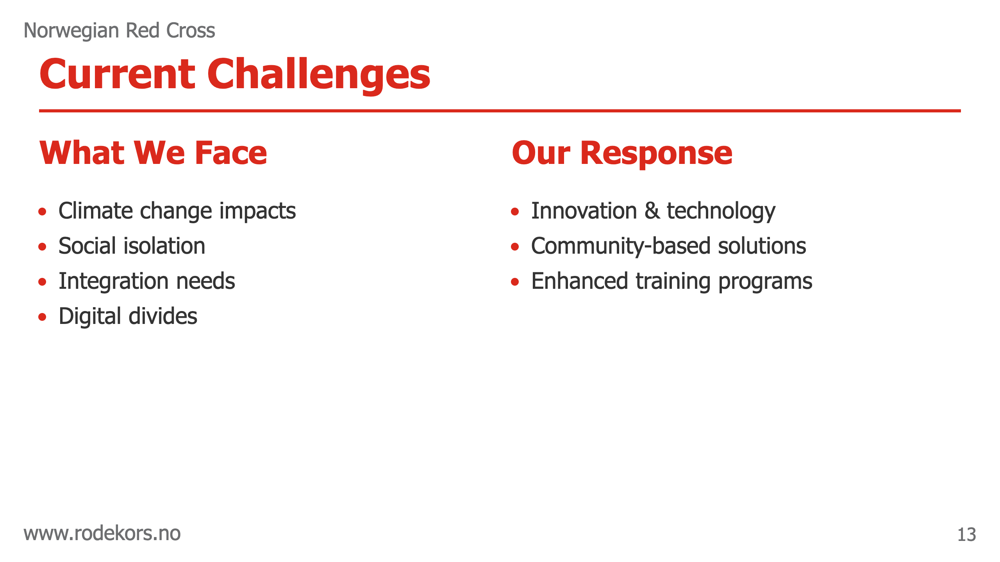 Norwegian Red Cross
Current Challenges
What We Face
• Climate change impacts
• Social isolation
• Integration needs
• Digital divides
Our Response
• Innovation & technology
• Community-based solutions
• Enhanced training programs
www.rodekors.no
13